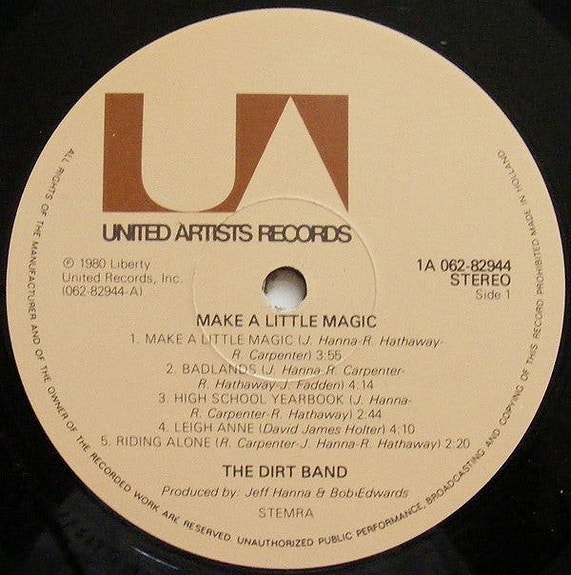 UA
UNITED ARTISTS RECORDS
℗ 1980 Liberty
United Records, Inc.
(062-82944-A)
1A 062-82944
STEREO
Side 1
MAKE A LITTLE MAGIC
1. MAKE A LITTLE MAGIC (J. Hanna-R. Hathaway-
R. Carpenter) 3:55
2. BADLANDS (J. Hanna-R. Carpenter-
R. Hathaway-J. Fadden) 4:14
3. HIGH SCHOOL YEARBOOK (J. Hanna-
R. Carpenter-R. Hathaway) 2:44
4. LEIGH ANNE (David James Holter) 4:10
5. RIDING ALONE (R. Carpenter-J. Hanna-R. Hathaway) 2:20
THE DIRT BAND
Produced by: Jeff Hanna & Bob Edwards
STEMRA
ALL RIGHTS OF THE MANUFACTURER AND OF THE OWNER OF THE RECORDED WORK ARE RESERVED. UNAUTHORIZED PUBLIC PERFORMANCE, BROADCASTING AND COPYING OF THIS RECORD PROHIBITED MADE IN HOLLAND